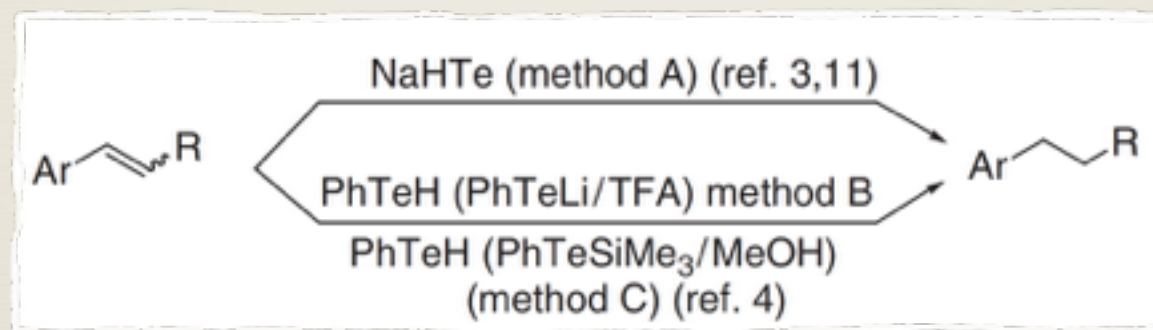 NaHTe (method A) (ref. 3,11)
Ar R
Ar R
PhTeH (PhTeLi/TFA) method B
PhTeH (PhTeSiMe₃/MeOH)
(method C) (ref. 4)